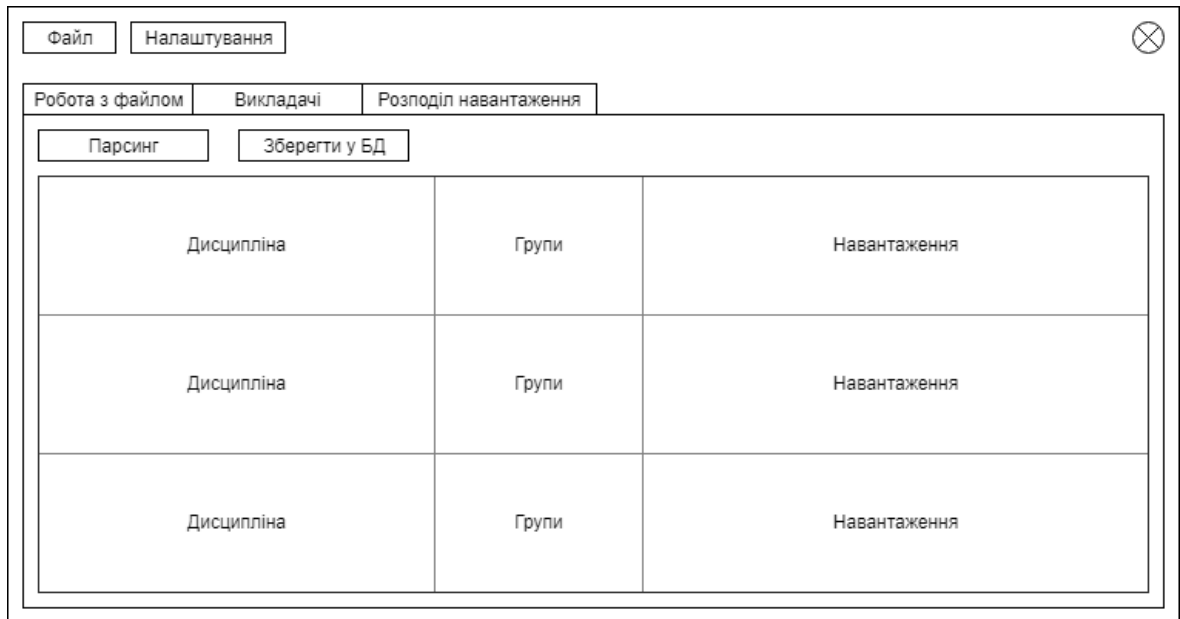 Файл Налаштування
Робота з файлом Викладачі Розподіл навантаження
Парсинг Зберегти у БД
Дисципліна Групи Навантаження
Дисципліна Групи Навантаження
Дисципліна Групи Навантаження